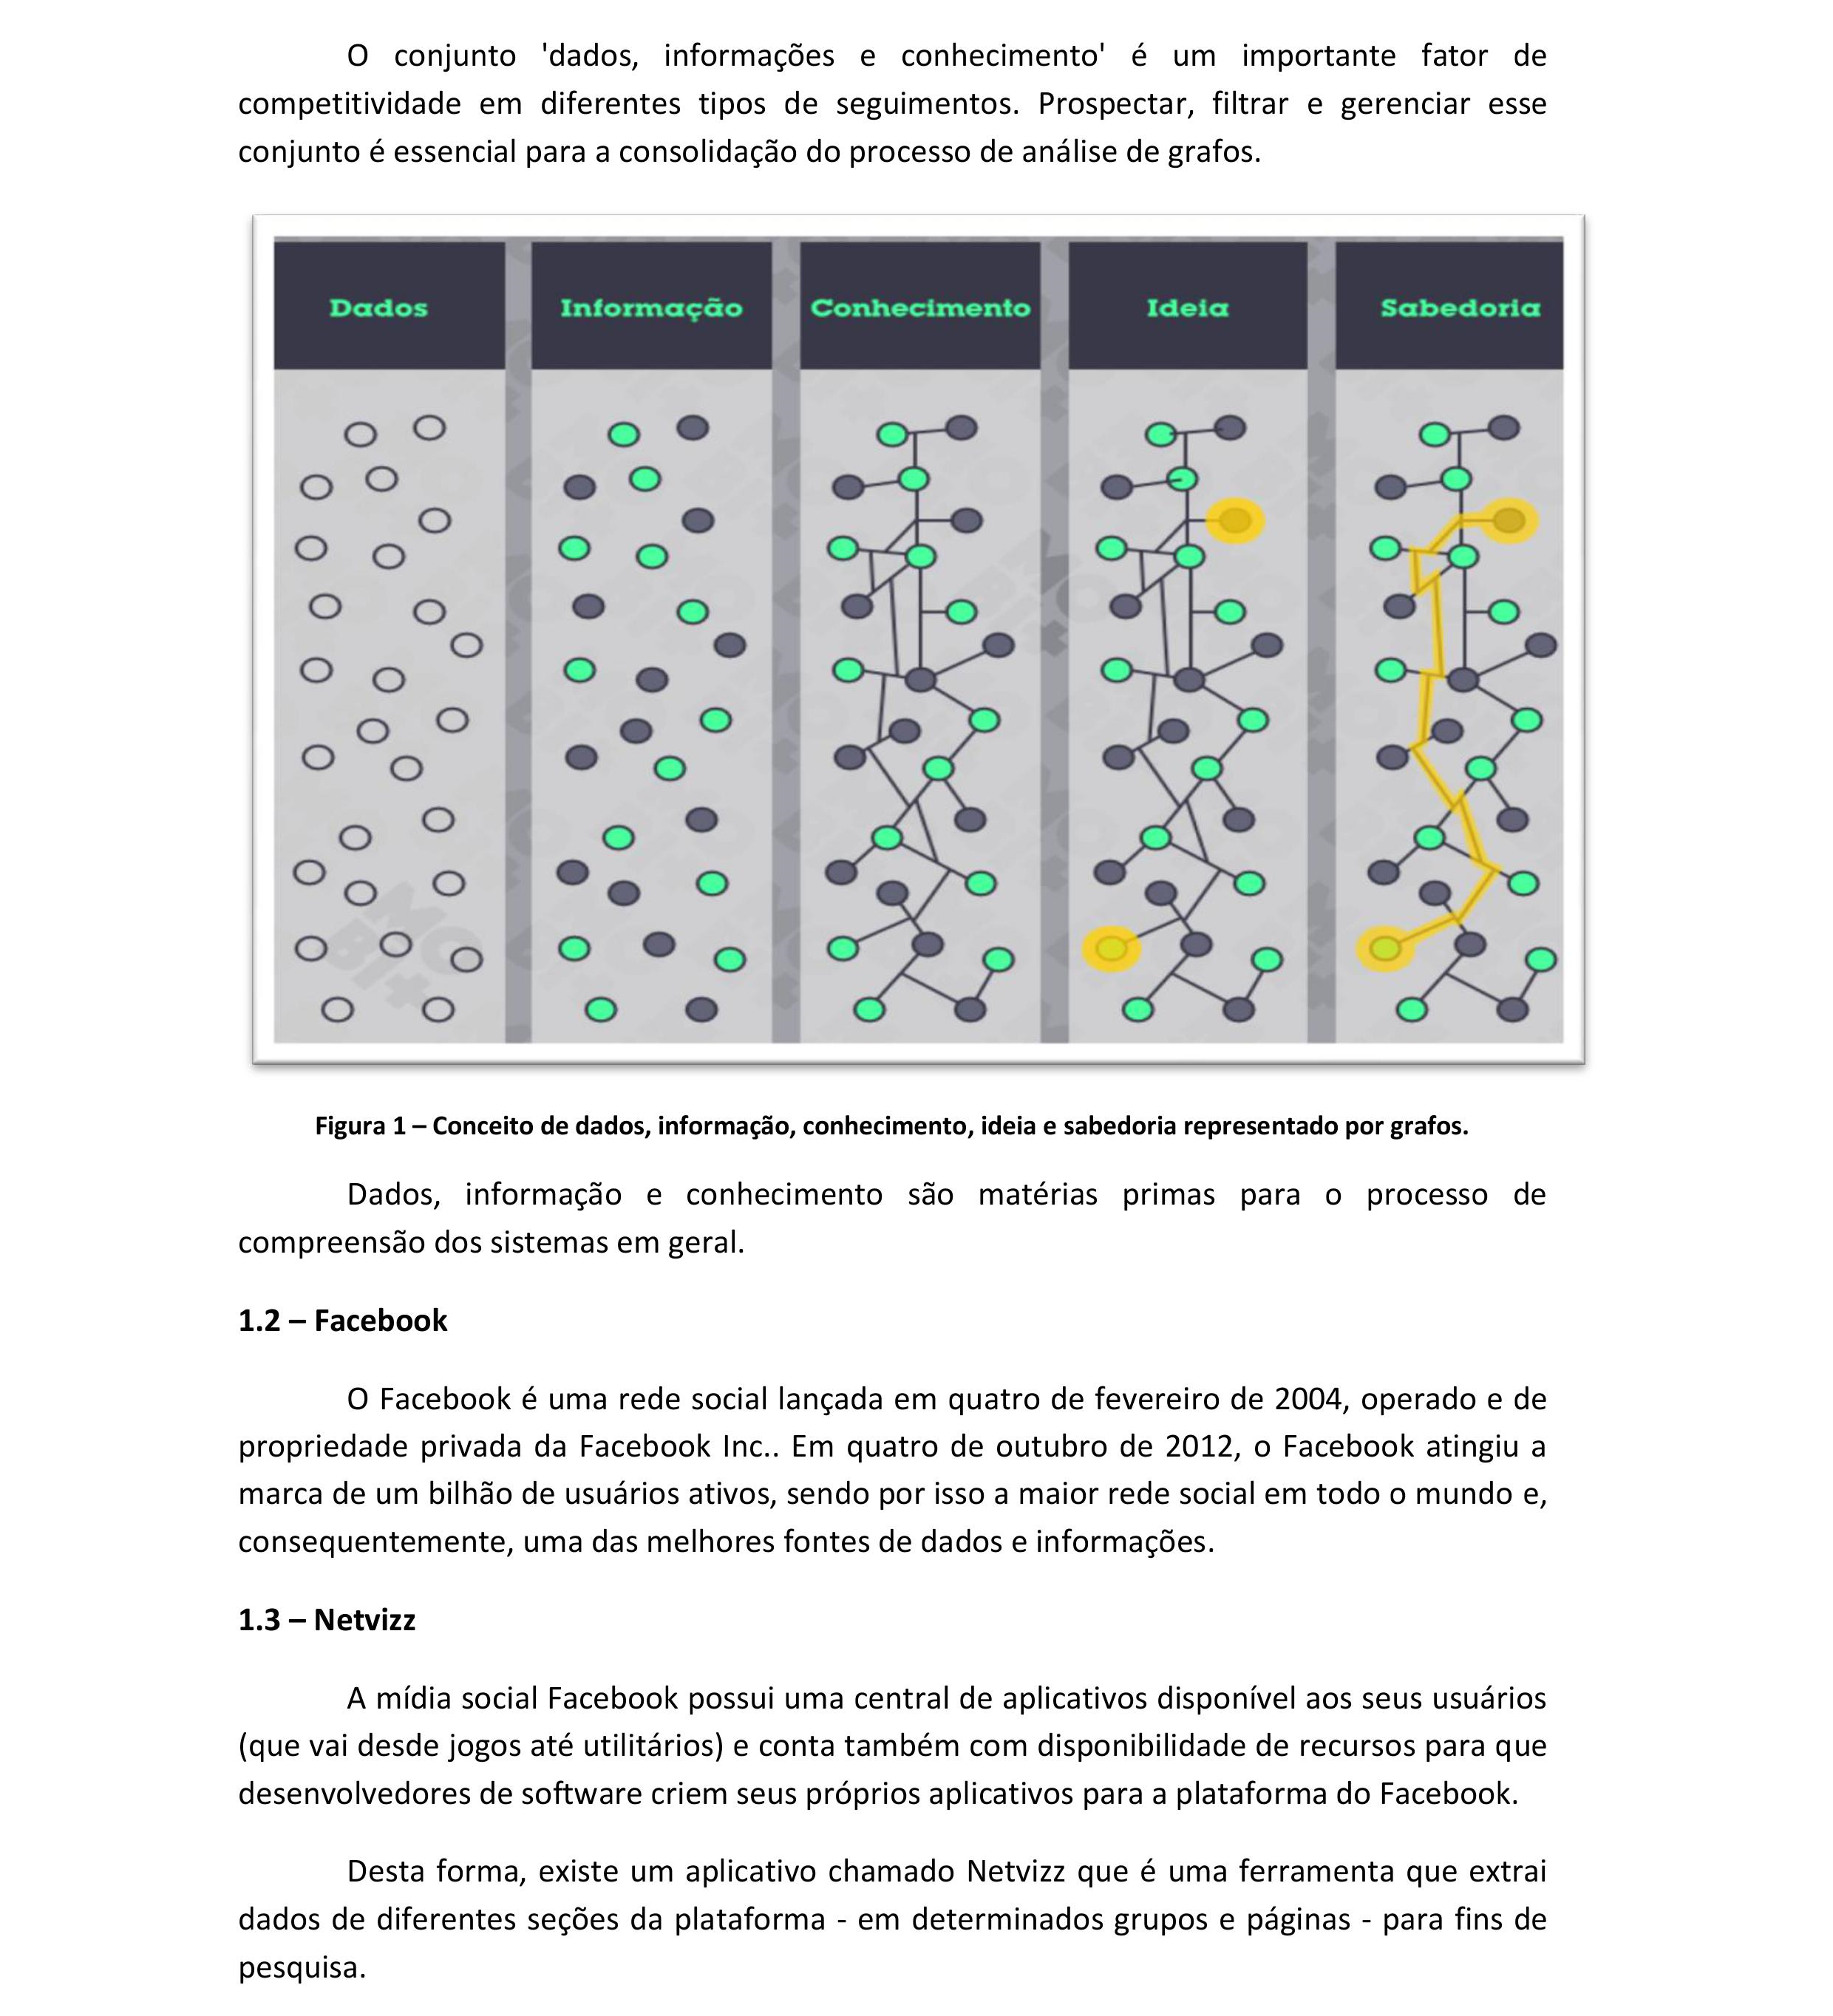 O conjunto 'dados, informações e conhecimento' é um importante fator de
competitividade em diferentes tipos de seguimentos. Prospectar, filtrar e gerenciar esse
conjunto é essencial para a consolidação do processo de análise de grafos.
Dados
Informação
Conhecimento
Ideia
Sabedoria
Figura 1 – Conceito de dados, informação, conhecimento, ideia e sabedoria representado por grafos.
Dados, informação e conhecimento são matérias primas para o processo de
compreensão dos sistemas em geral.
1.2 – Facebook
O Facebook é uma rede social lançada em quatro de fevereiro de 2004, operado e de
propriedade privada da Facebook Inc.. Em quatro de outubro de 2012, o Facebook atingiu a
marca de um bilhão de usuários ativos, sendo por isso a maior rede social em todo o mundo e,
consequentemente, uma das melhores fontes de dados e informações.
1.3 – Netvizz
A mídia social Facebook possui uma central de aplicativos disponível aos seus usuários
(que vai desde jogos até utilitários) e conta também com disponibilidade de recursos para que
desenvolvedores de software criem seus próprios aplicativos para a plataforma do Facebook.
Desta forma, existe um aplicativo chamado Netvizz que é uma ferramenta que extrai
dados de diferentes seções da plataforma - em determinados grupos e páginas - para fins de
pesquisa.